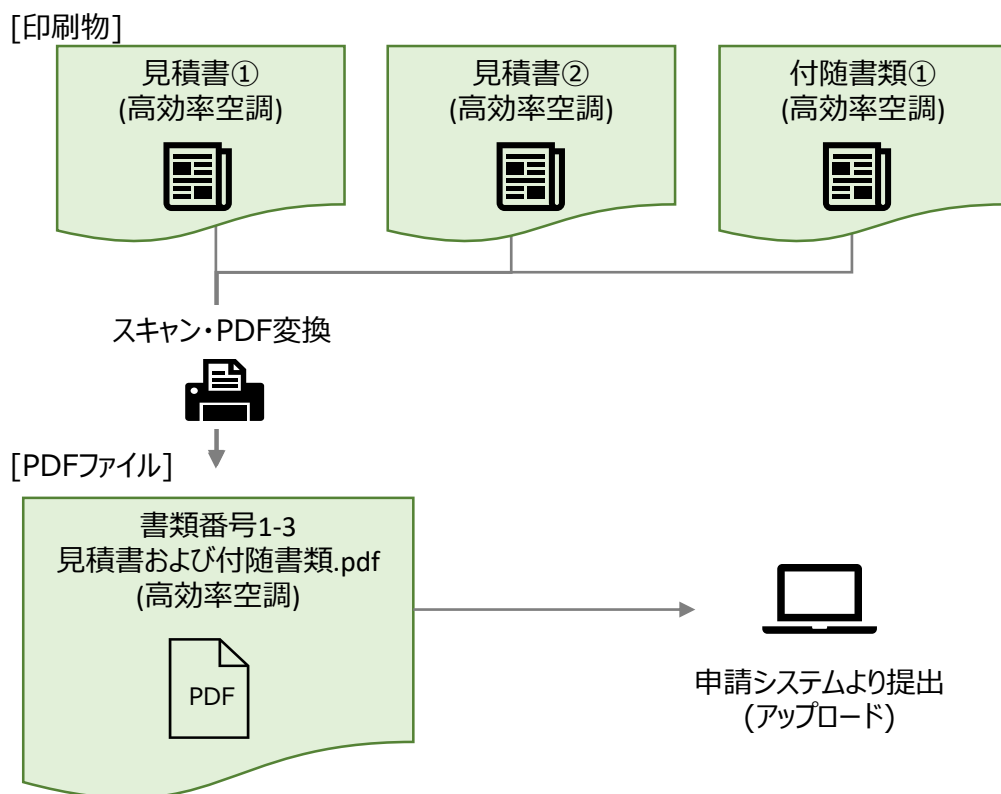 [印刷物]
見積書①
(高効率空調)
見積書②
(高効率空調)
付随書類①
(高効率空調)
スキャン・PDF変換
[PDFファイル]
書類番号1-3
見積書および付随書類.pdf
(高効率空調)
PDF
申請システムより提出
(アップロード)